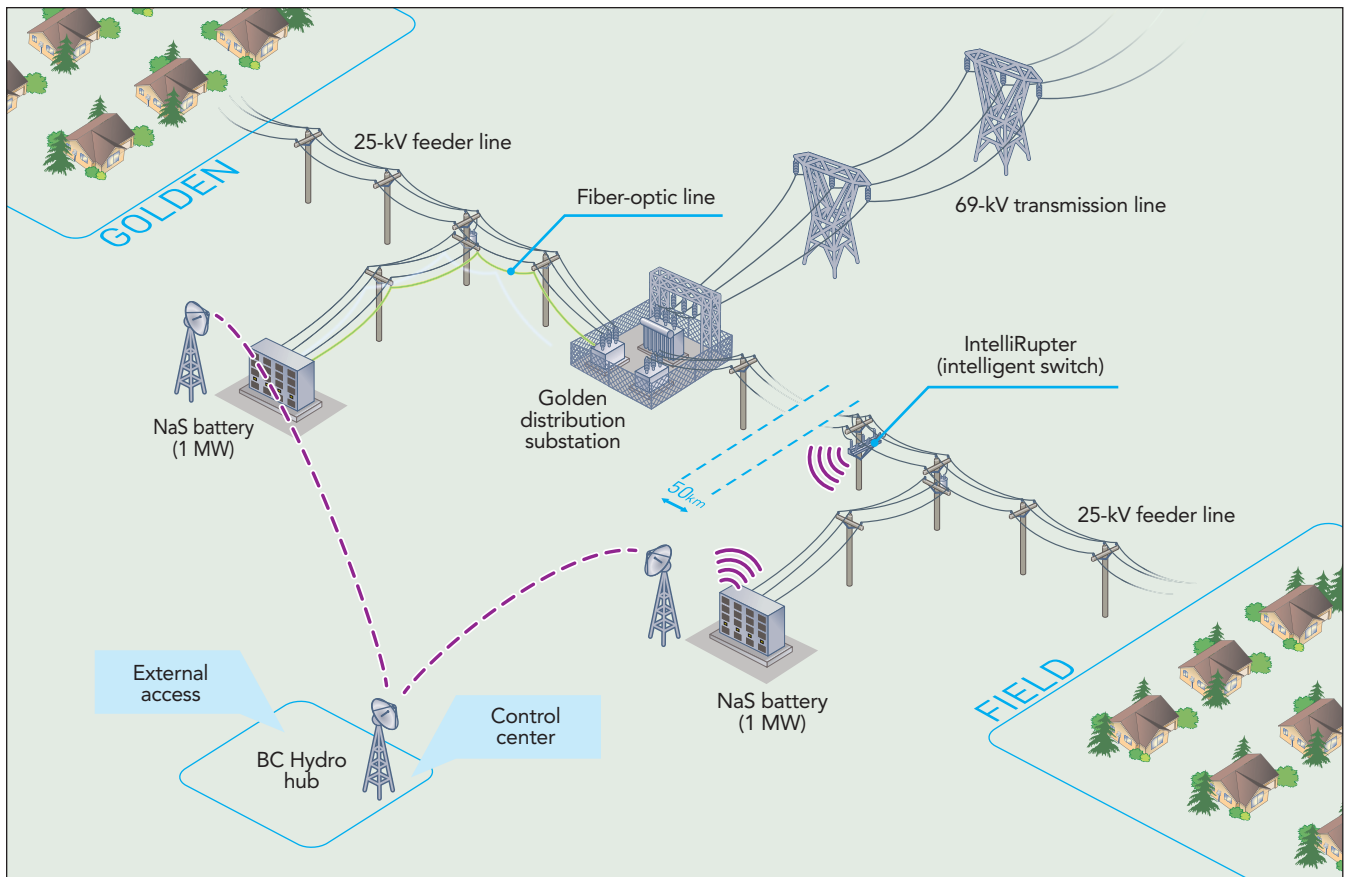 25-kV feeder line
GOLDEN
Fiber-optic line
69-kV transmission line
IntelliRupter
(intelligent switch)
NaS battery
(1 MW)
Golden
distribution
substation
50km
25-kV feeder line
External
access
NaS battery
(1 MW)
FIELD
Control
center
BC Hydro
hub